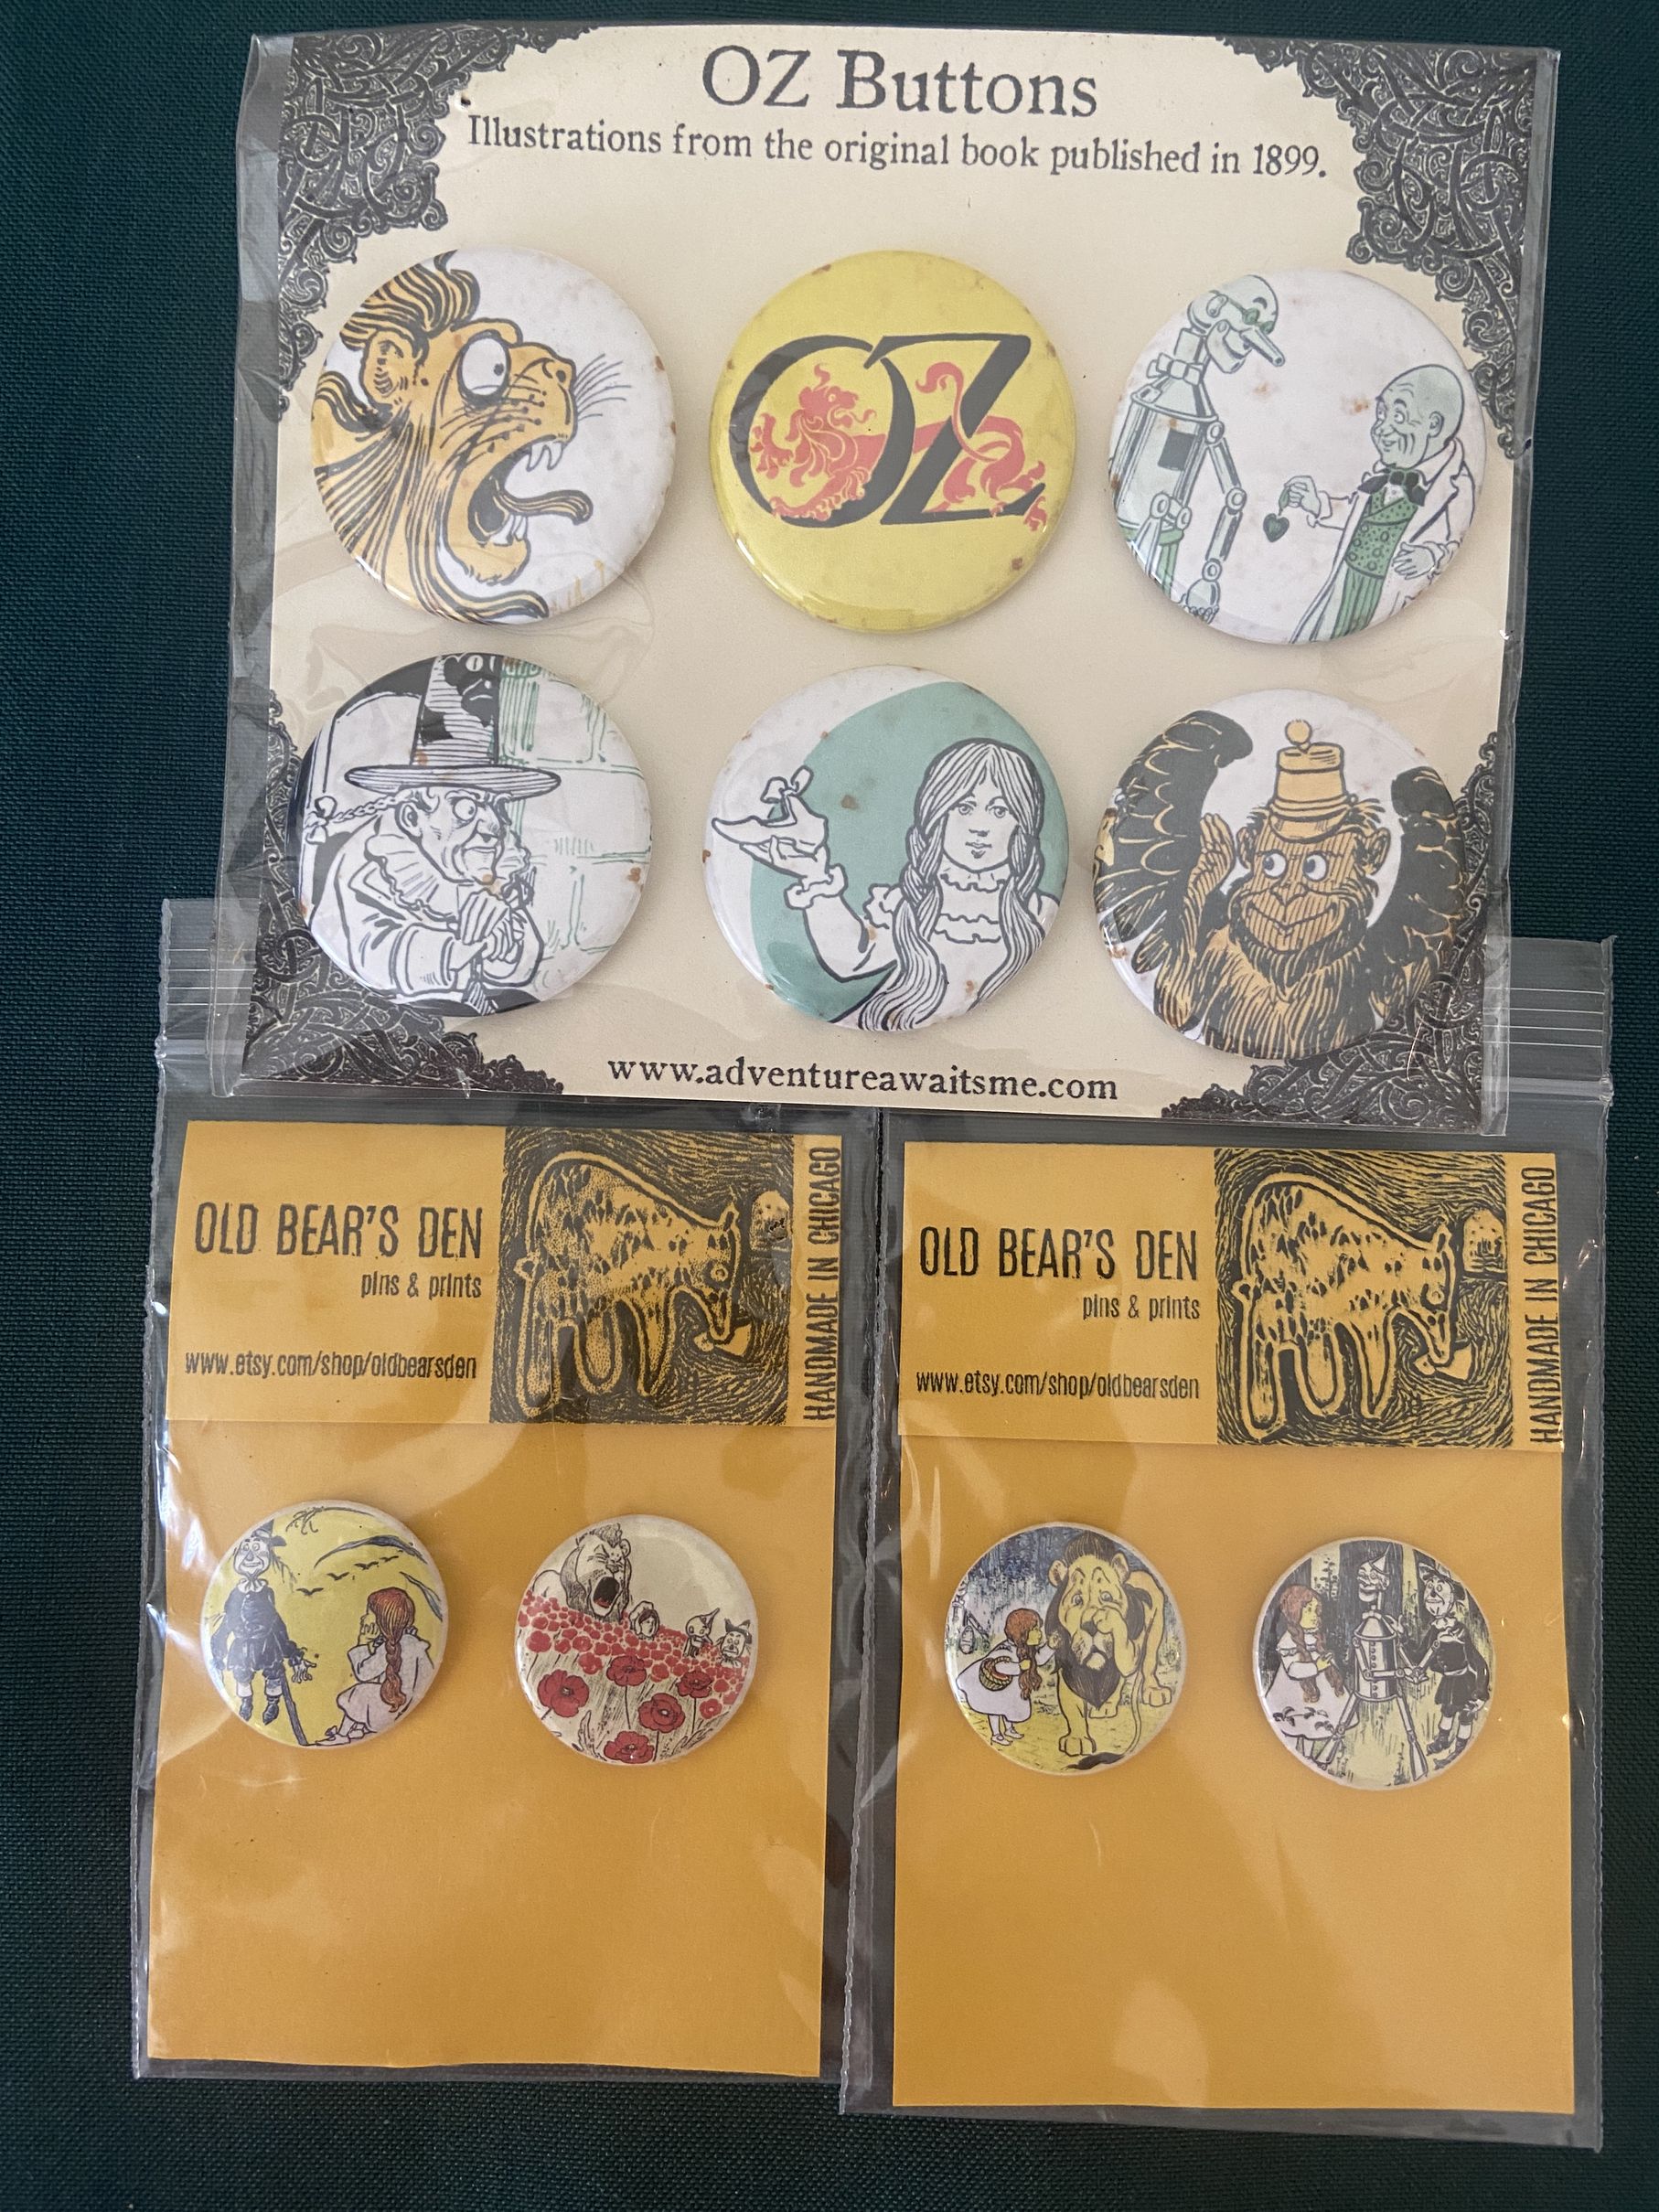 OZ Buttons
Illustrations from the original book published in 1899.
OZ
www.adventureawaitsme.com
OLD BEAR'S DEN
pins & prints
www.etsy.com/shop/oldbearsden
HANDMADE IN CHICAGO
OLD BEAR'S DEN
pins & prints
www.etsy.com/shop/oldbearsden
HANDMADE IN CHICAGO